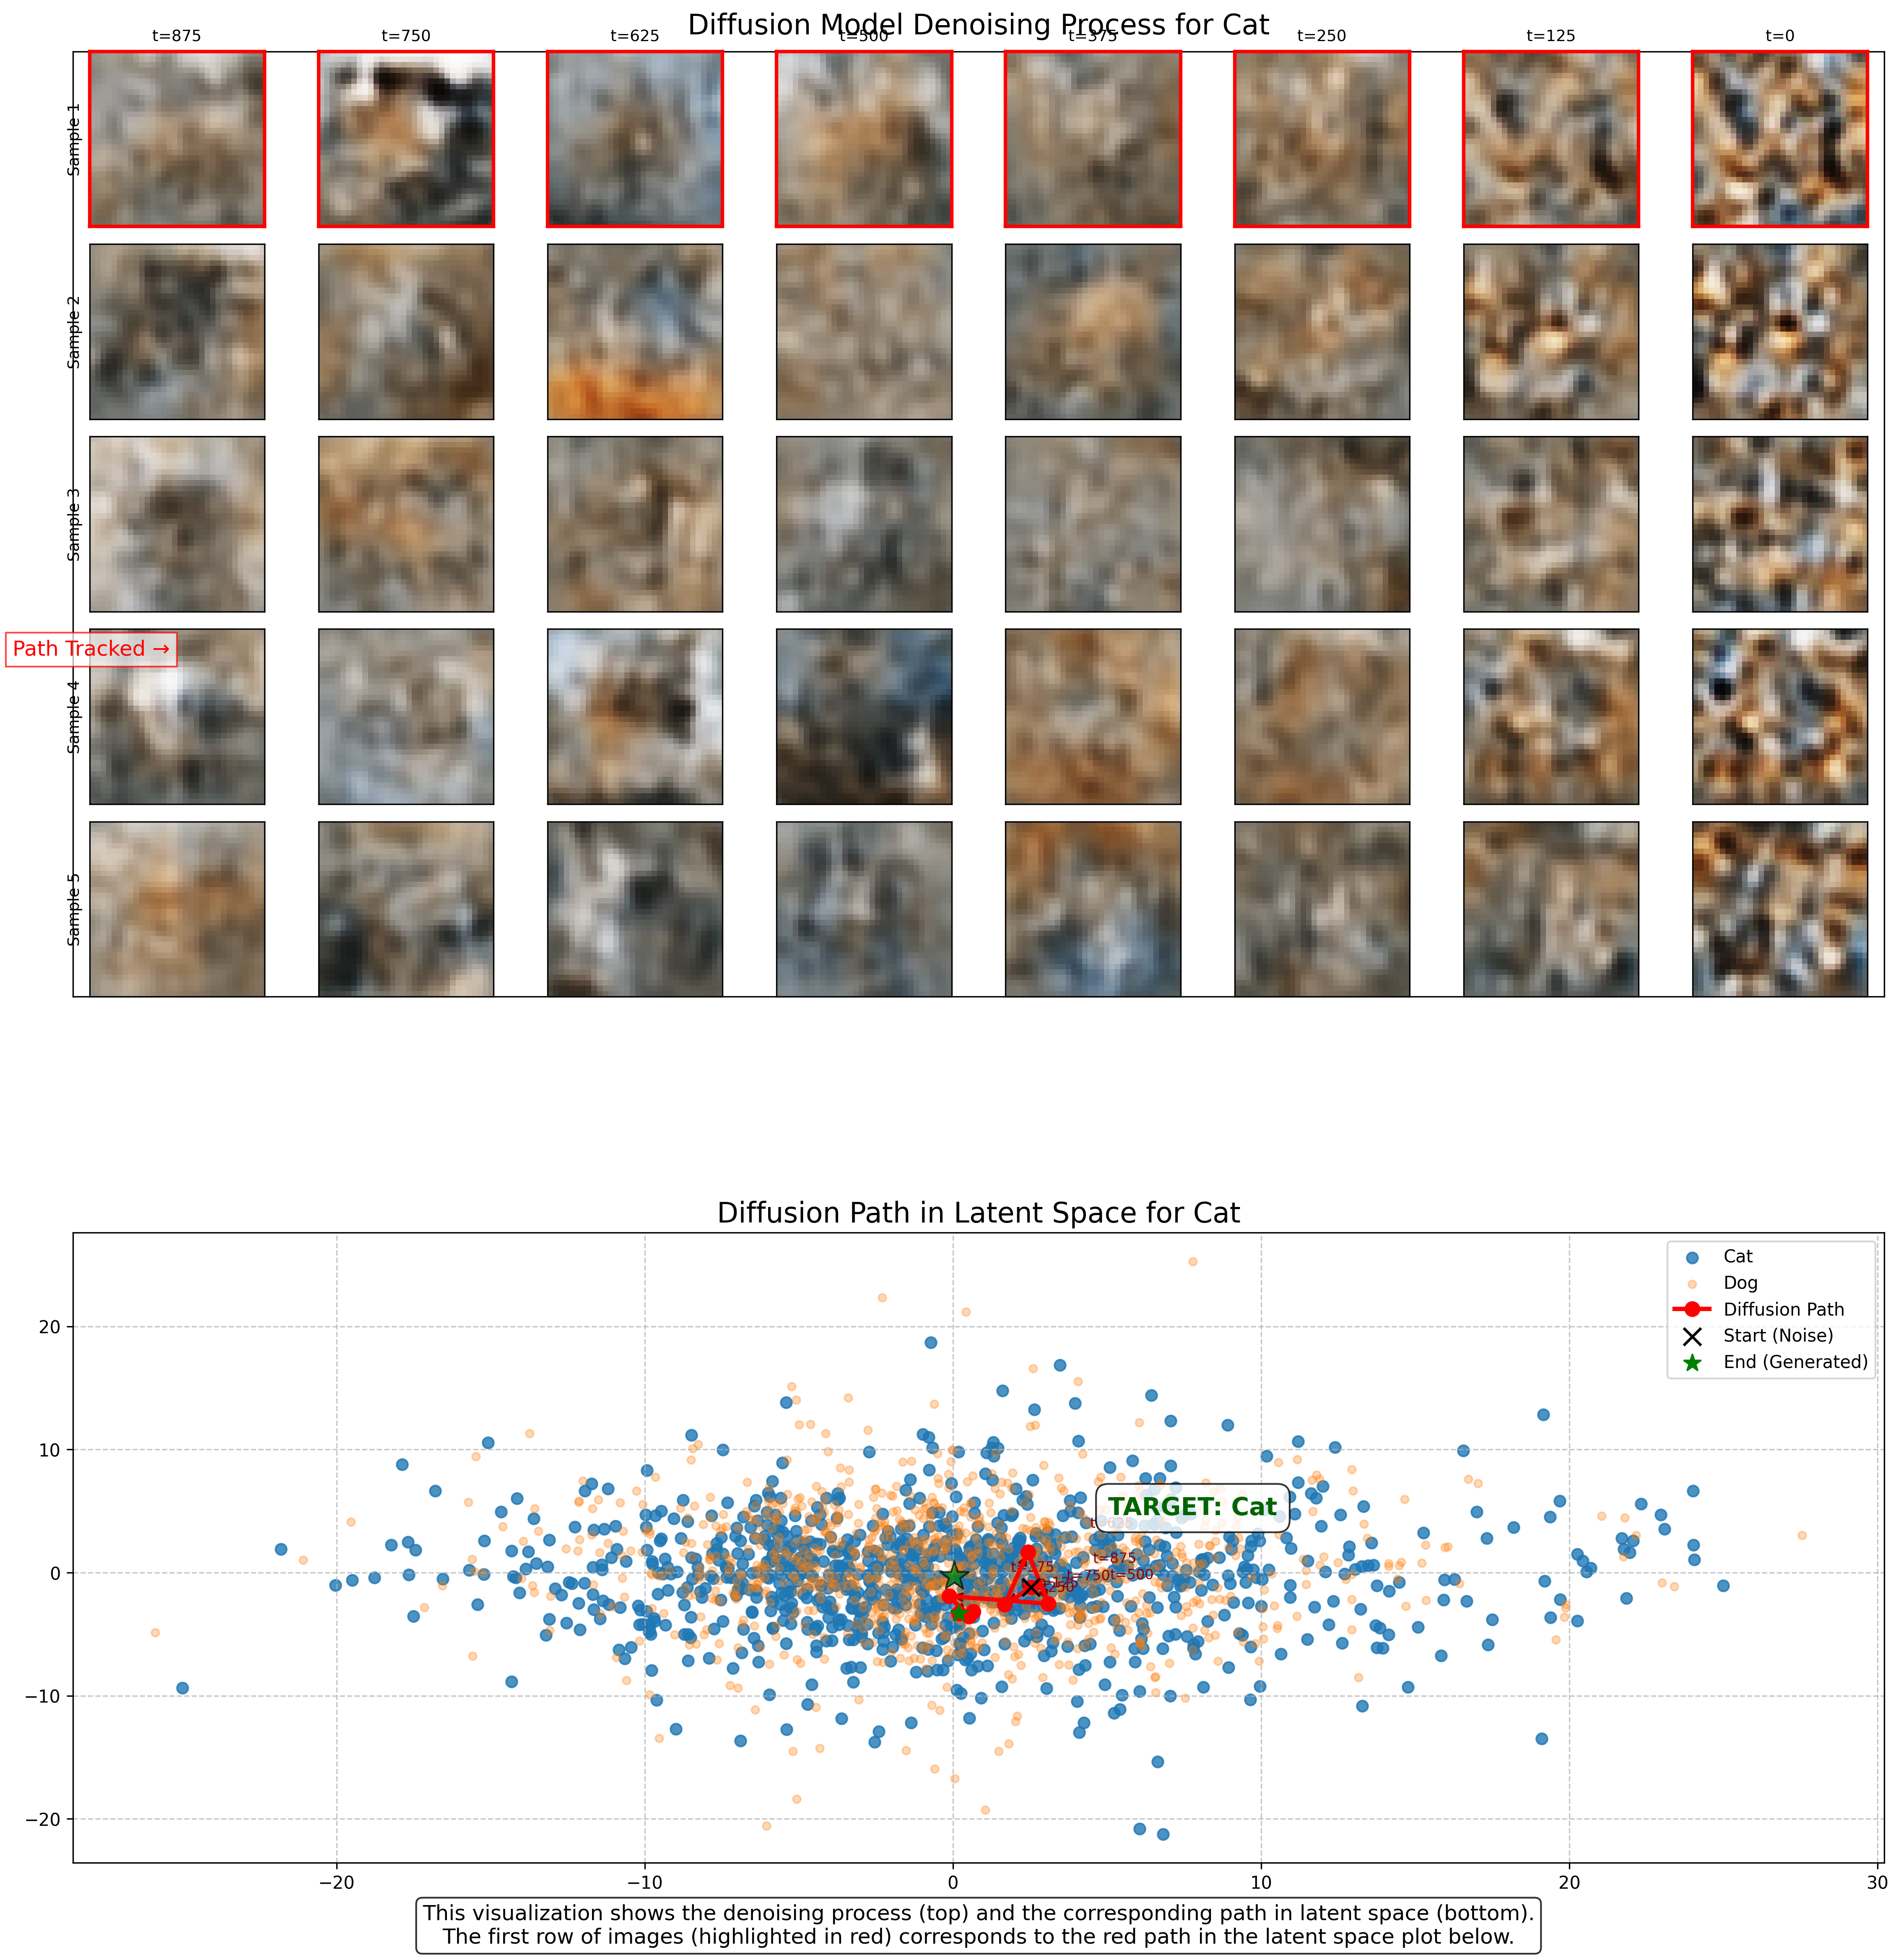 Diffusion Model Denoising Process for Cat
t=875 t=750 t=625 t=500 t=375 t=250 t=125 t=0
Sample 1
Sample 2
Sample 3
Path Tracked →
Sample 4
Sample 5
Diffusion Path in Latent Space for Cat
Cat
Dog
Diffusion Path
Start (Noise)
End (Generated)
TARGET: Cat
t=875
t=750t=500
20
10
0
−10
−20
−20 −10 0 10 20 30
This visualization shows the denoising process (top) and the corresponding path in latent space (bottom).
The first row of images (highlighted in red) corresponds to the red path in the latent space plot below.